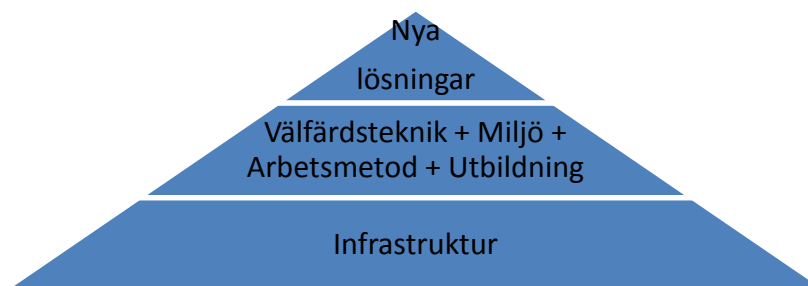 Nya
lösningar
Välfärdsteknik + Miljö +
Arbetsmetod + Utbildning
Infrastruktur